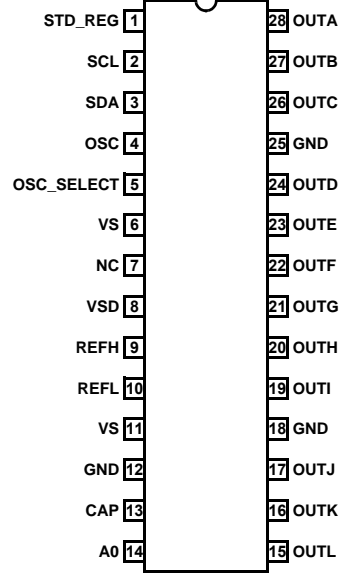 STD_REG 1 28 OUTA
SCL 2 27 OUTB
SDA 3 26 OUTC
OSC 4 25 GND
OSC_SELECT 5 24 OUTD
VS 6 23 OUTE
NC 7 22 OUTF
VSD 8 21 OUTG
REFH 9 20 OUTH
REFL 10 19 OUTI
VS 11 18 GND
GND 12 17 OUTJ
CAP 13 16 OUTK
A0 14 15 OUTL